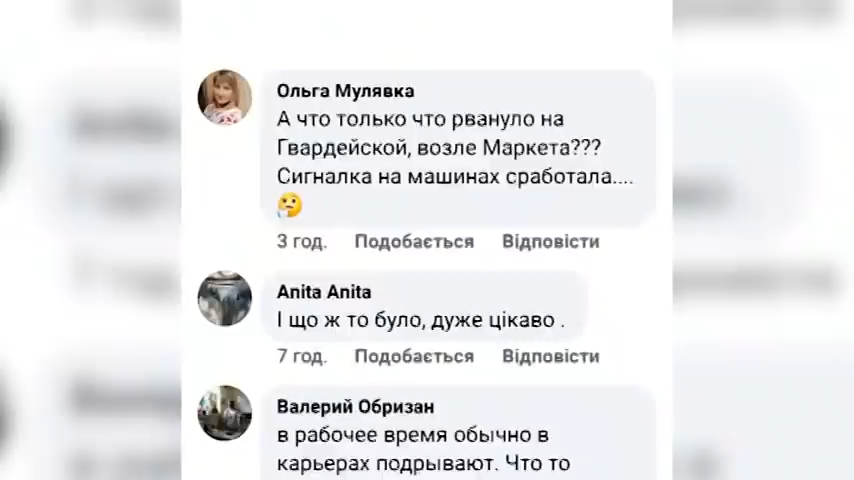 Ольга Мулявка
А что только что рвануло на
Гвардейской, возле Маркета???
Сигналка на машинах сработала....
🤔
3 год. Подобається Відповісти
Anita Anita
І що ж то було, дуже цікаво .
7 год. Подобається Відповісти
Валерий Обризан
в рабочее время обычно в
карьерах подрывают. Что то